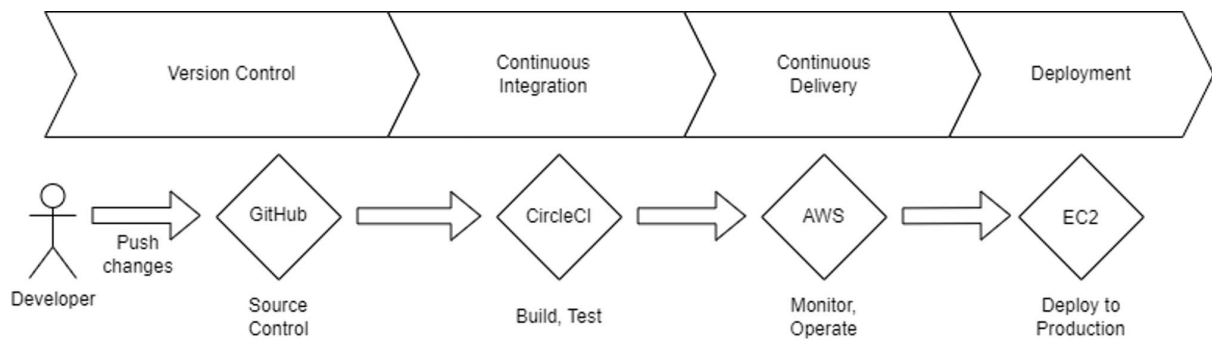 Version Control
Continuous
Integration
Continuous
Delivery
Deployment
GitHub
CircleCI
AWS
EC2
Push
changes
Developer
Source
Control
Build, Test
Monitor,
Operate
Deploy to
Production